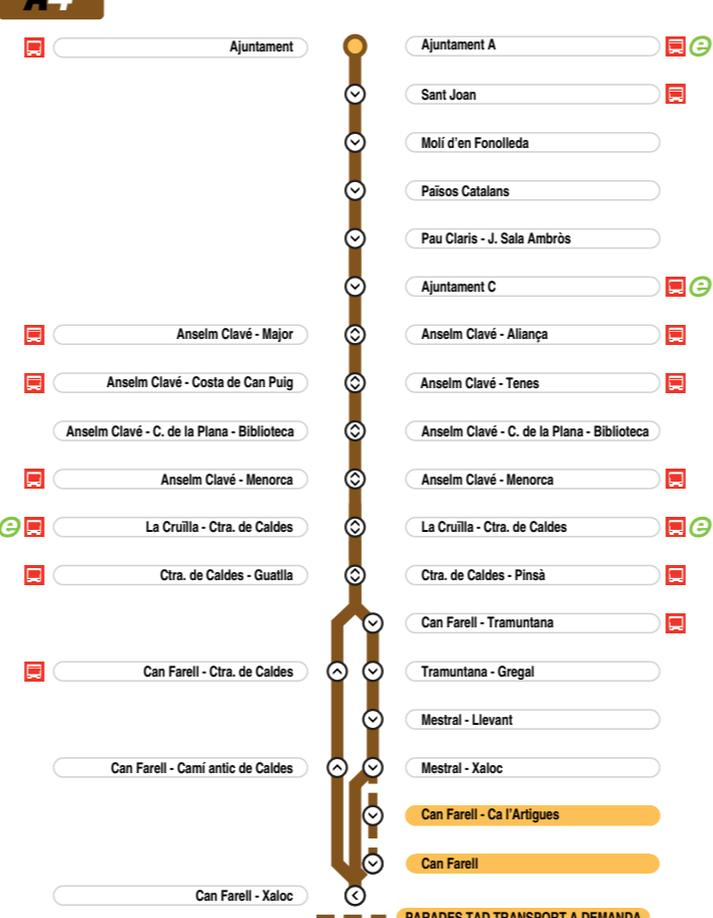 A4
Ajuntament
Ajuntament A
Sant Joan
Molí d'en Fonolleda
Països Catalans
Pau Claris - J. Sala Ambròs
Ajuntament C
Anselm Clavé - Major
Anselm Clavé - Aliança
Anselm Clavé - Costa de Can Puig
Anselm Clavé - Tenes
Anselm Clavé - C. de la Plana - Biblioteca
Anselm Clavé - C. de la Plana - Biblioteca
Anselm Clavé - Menorca
Anselm Clavé - Menorca
La Cruïlla - Ctra. de Caldes
La Cruïlla - Ctra. de Caldes
Ctra. de Caldes - Guatlla
Ctra. de Caldes - Pinsà
Can Farell - Tramuntana
Can Farell - Ctra. de Caldes
Tramuntana - Gregal
Mestral - Llevant
Can Farell - Camí antic de Caldes
Mestral - Xaloc
Can Farell - Ca l'Artigues
Can Farell
Can Farell - Xaloc
PARADES TAD TRANSPORT A DEMANDA